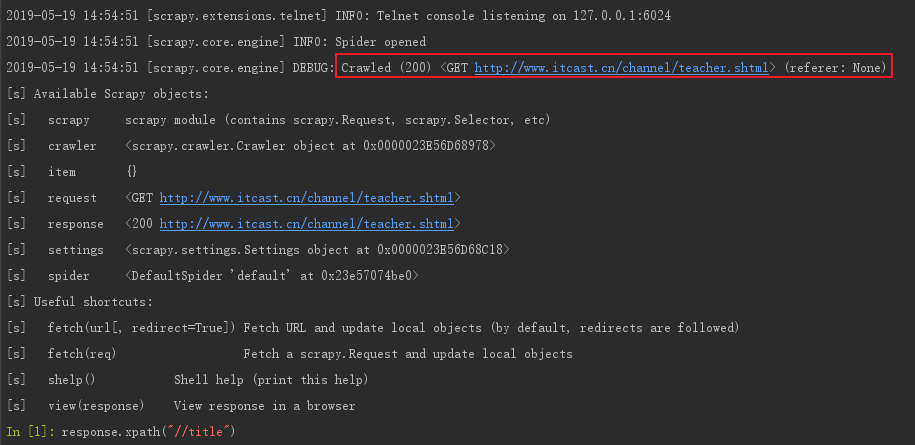 2019-05-19 14:54:51 [scrapy.extensions.telnet] INFO: Telnet console listening on 127.0.0.1:6024
2019-05-19 14:54:51 [scrapy.core.engine] INFO: Spider opened
2019-05-19 14:54:51 [scrapy.core.engine] DEBUG: Crawled (200) <GET http://www.itcast.cn/channel/teacher.shtml> (referer: None)
[s] Available Scrapy objects:
[s]   scrapy     scrapy module (contains scrapy.Request, scrapy.Selector, etc)
[s]   crawler    <scrapy.crawler.Crawler object at 0x0000023E56D68978>
[s]   item       {}
[s]   request    <GET http://www.itcast.cn/channel/teacher.shtml>
[s]   response   <200 http://www.itcast.cn/channel/teacher.shtml>
[s]   settings   <scrapy.settings.Settings object at 0x0000023E56D68C18>
[s]   spider     <DefaultSpider 'default' at 0x23e57074be0>
[s] Useful shortcuts:
[s]   fetch(url[, redirect=True]) Fetch URL and update local objects (by default, redirects are followed)
[s]   fetch(req)                  Fetch a scrapy.Request and update local objects
[s]   shelp()           Shell help (print this help)
[s]   view(response)    View response in a browser
In [1]: response.xpath("//title")